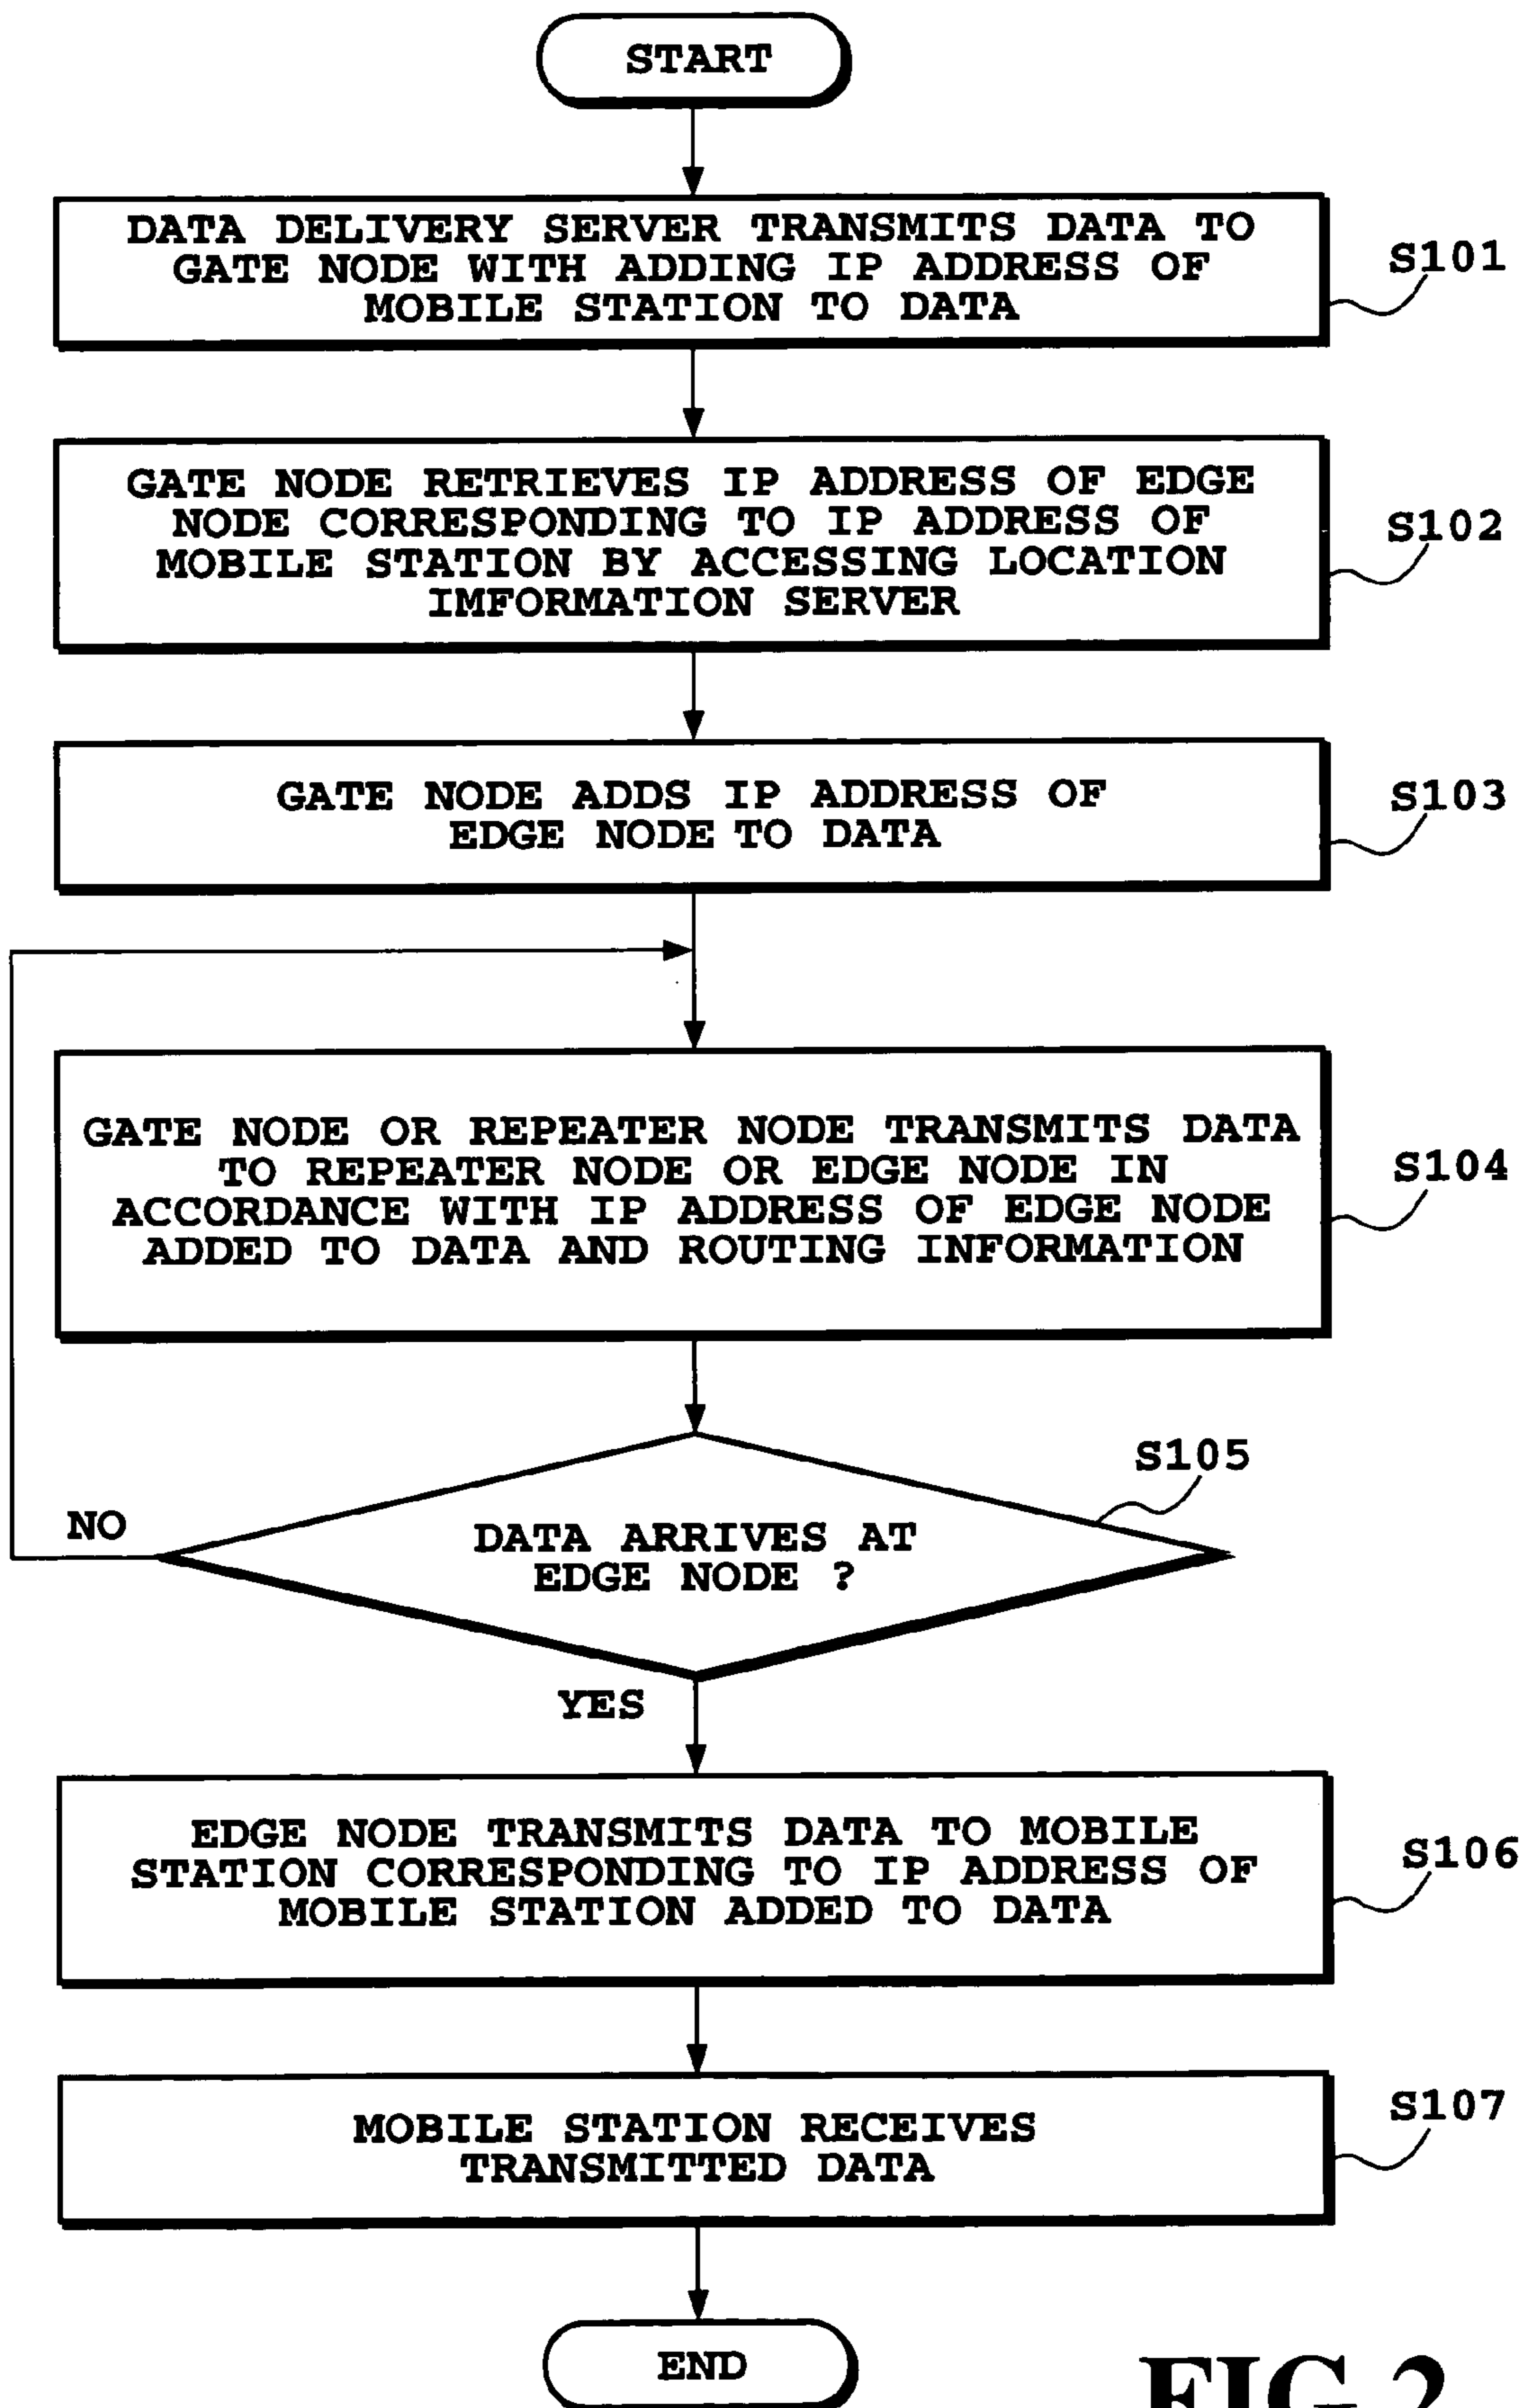 START
DATA DELIVERY SERVER TRANSMITS DATA TO
GATE NODE WITH ADDING IP ADDRESS OF
MOBILE STATION TO DATA
S101
GATE NODE RETRIEVES IP ADDRESS OF EDGE
NODE CORRESPONDING TO IP ADDRESS OF
MOBILE STATION BY ACCESSING LOCATION
IMFORMATION SERVER
S102
GATE NODE ADDS IP ADDRESS OF
EDGE NODE TO DATA
S103
GATE NODE OR REPEATER NODE TRANSMITS DATA
TO REPEATER NODE OR EDGE NODE IN
ACCORDANCE WITH IP ADDRESS OF EDGE NODE
ADDED TO DATA AND ROUTING INFORMATION
S104
S105
NO
DATA ARRIVES AT
EDGE NODE ?
YES
EDGE NODE TRANSMITS DATA TO MOBILE
STATION CORRESPONDING TO IP ADDRESS OF
MOBILE STATION ADDED TO DATA
S106
MOBILE STATION RECEIVES
TRANSMITTED DATA
S107
END
FIG.2